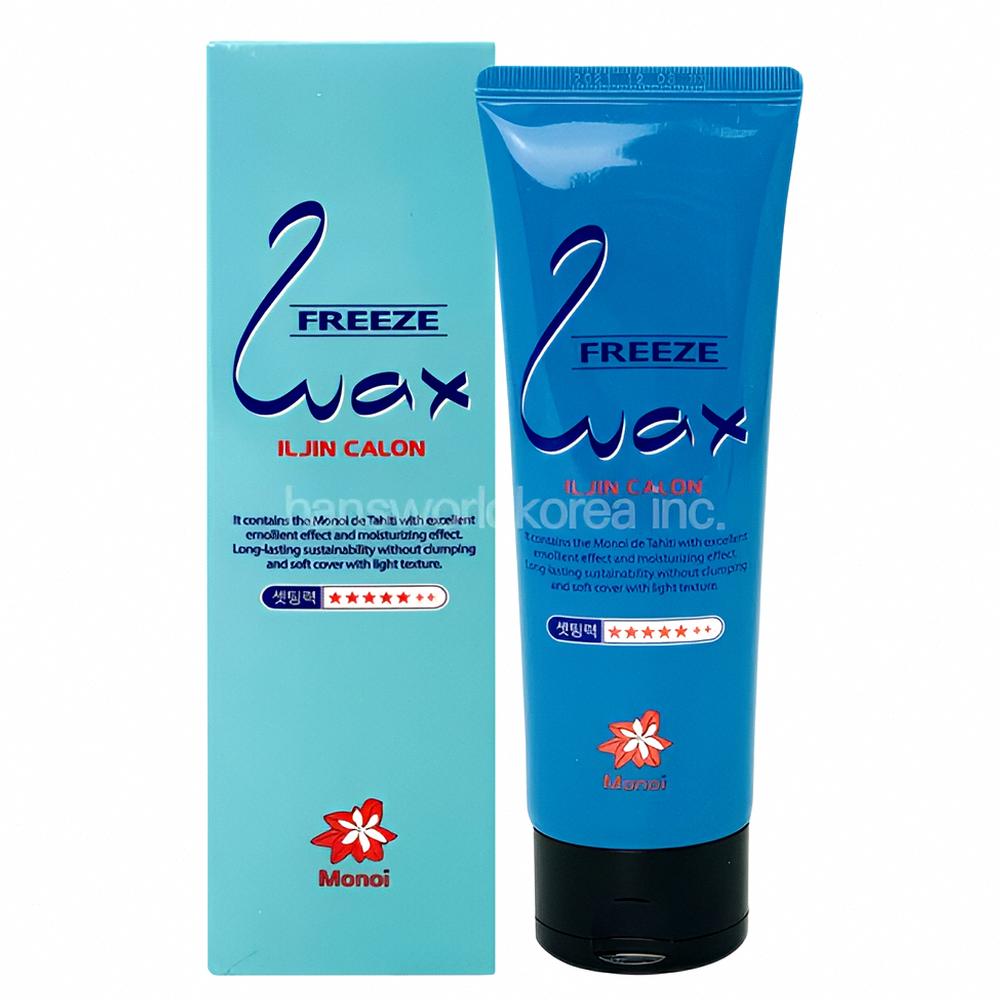 FREEZE
wax
ILJIN CALON
It contains the Monoi de Tahiti with excellent
emollient effect and moisturizing effect.
Long-lasting sustainability without clumping
and soft cover with light texture.
셋팅력 ★★★★★++
Monoi
2021 12 08
FREEZE
wax
ILJIN CALON
It contains the Monoi de Tahiti with excellent
emollient effect and moisturizing effect.
Long-lasting sustainability without clumping
and soft cover with light texture.
셋팅력 ★★★★★++
Monoi
hansworldkorea inc.